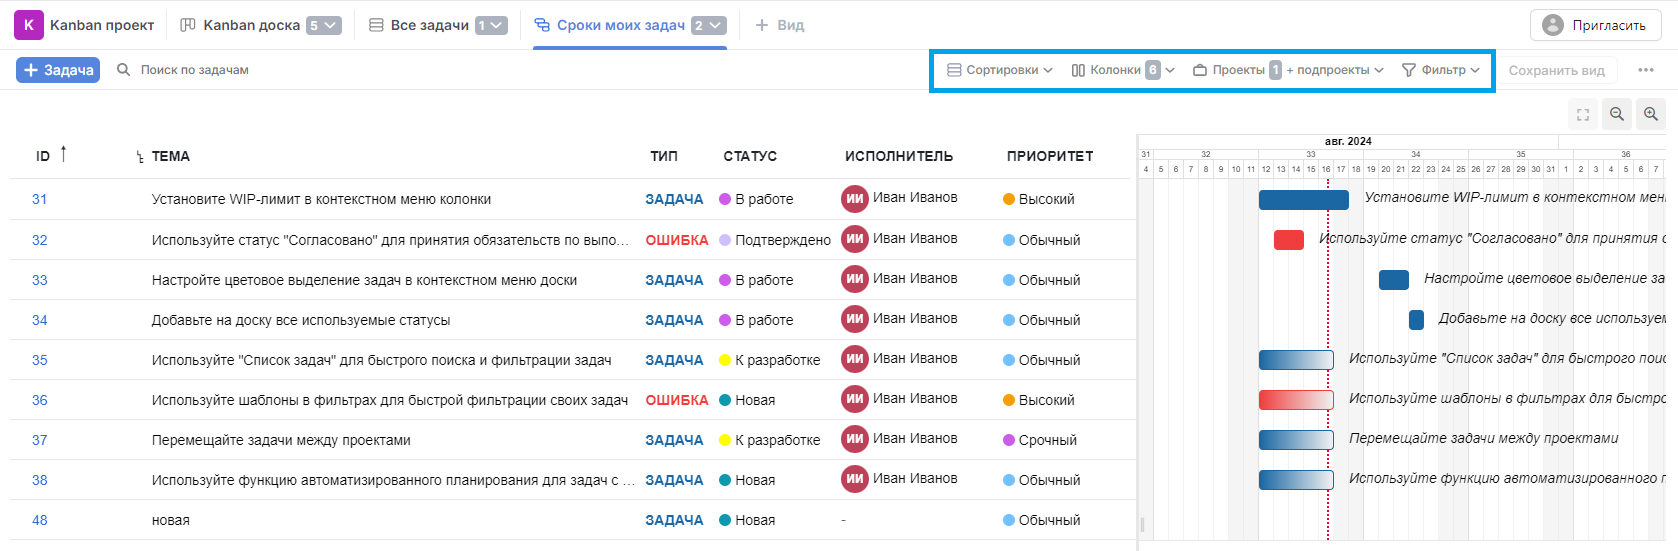 K Kanban проект Kanban доска 5 Все задачи 1 Сроки моих задач 2 + Вид Пригласить
+ Задача Поиск по задачам Сортировки Колонки 6 Проекты 1 + подпроекты Фильтр Сохранить вид ...
авг. 2024
31 32 33 34 35 36
ID ТЕМА ТИП СТАТУС ИСПОЛНИТЕЛЬ ПРИОРИТЕТ
4 5 6 7 8 9 10 11 12 13 14 15 16 17 18 19 20 21 22 23 24 25 26 27 28 29 30 31 1 2 3 4 5 6 7
31 Установите WIP-лимит в контекстном меню колонки ЗАДАЧА В работе ИИ Иван Иванов Высокий Установите WIP-лимит в контекстном мен
32 Используйте статус "Согласовано" для принятия обязательств по выпо... ОШИБКА Подтверждено ИИ Иван Иванов Обычный Используйте статус "Согласовано" для принятия о
33 Настройте цветовое выделение задач в контекстном меню доски ЗАДАЧА В работе ИИ Иван Иванов Обычный Настройте цветовое выделение за
34 Добавьте на доску все используемые статусы ЗАДАЧА В работе ИИ Иван Иванов Обычный Добавьте на доску все используем
35 Используйте "Список задач" для быстрого поиска и фильтрации задач ЗАДАЧА К разработке ИИ Иван Иванов Обычный Используйте "Список задач" для быстрого поис
36 Используйте шаблоны в фильтрах для быстрой фильтрации своих задач ОШИБКА Новая ИИ Иван Иванов Высокий Используйте шаблоны в фильтрах для быстро
37 Перемещайте задачи между проектами ЗАДАЧА К разработке ИИ Иван Иванов Срочный Перемещайте задачи между проектами
38 Используйте функцию автоматизированного планирования для задач с ... ЗАДАЧА Новая ИИ Иван Иванов Обычный Используйте функцию автоматизированного п
48 новая ЗАДАЧА Новая - Обычный